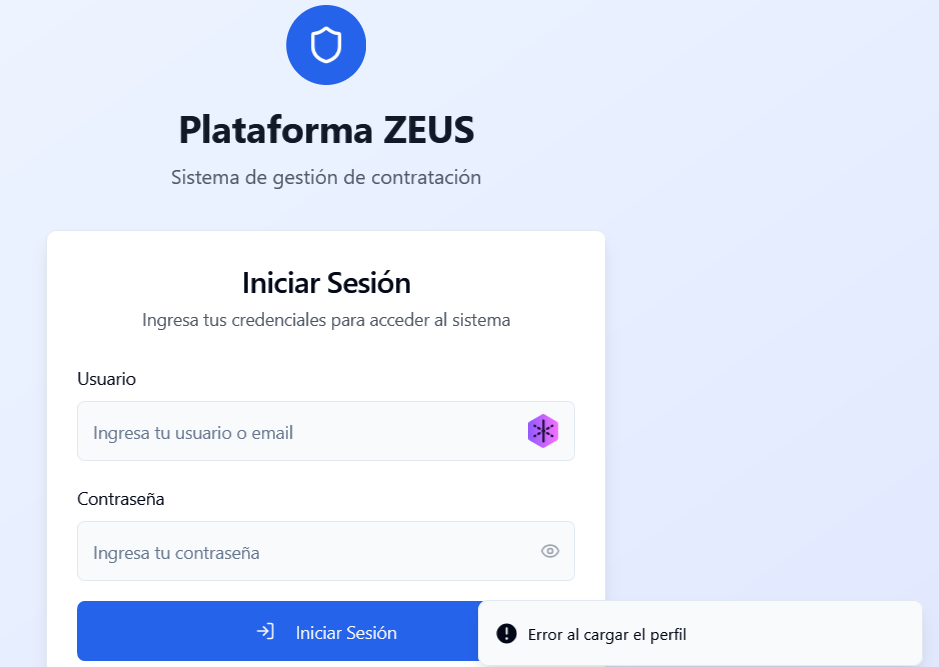 Plataforma ZEUS
Sistema de gestión de contratación
Iniciar Sesión
Ingresa tus credenciales para acceder al sistema
Usuario
Ingresa tu usuario o email
Contraseña
Ingresa tu contraseña
Iniciar Sesión
Error al cargar el perfil